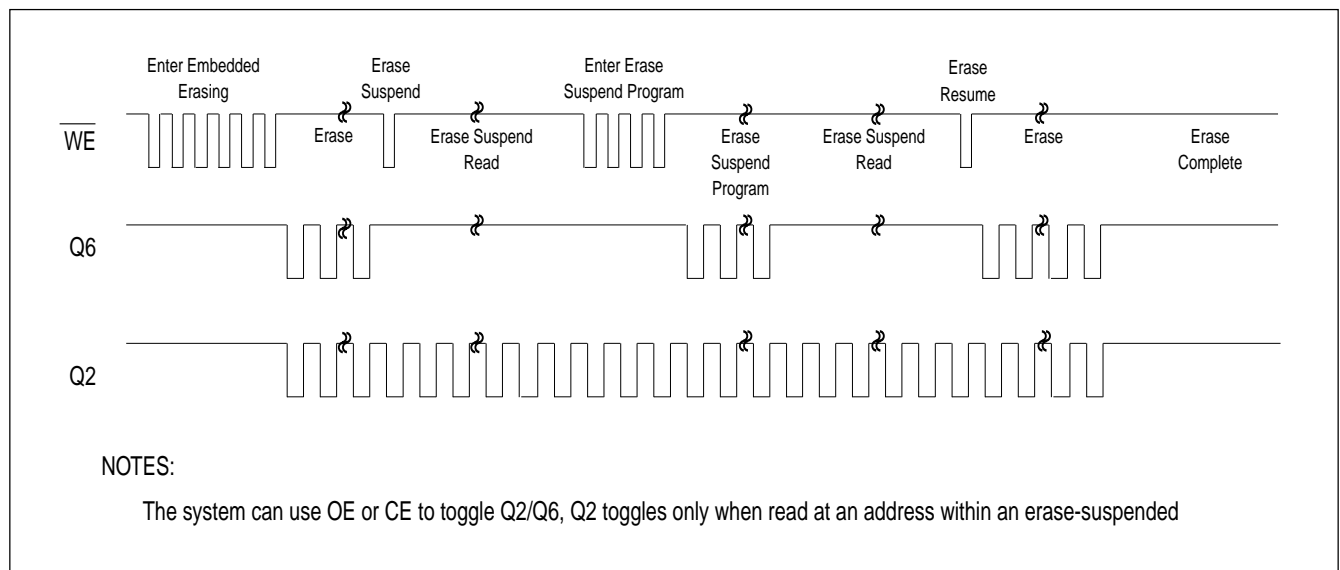 Enter Embedded
Erasing
Erase
Suspend
Enter Erase
Suspend Program
Erase
Resume
WE
Erase
Erase Suspend
Read
Erase
Suspend
Program
Erase Suspend
Read
Erase
Erase
Complete
Q6
Q2
NOTES:
The system can use OE or CE to toggle Q2/Q6, Q2 toggles only when read at an address within an erase-suspended